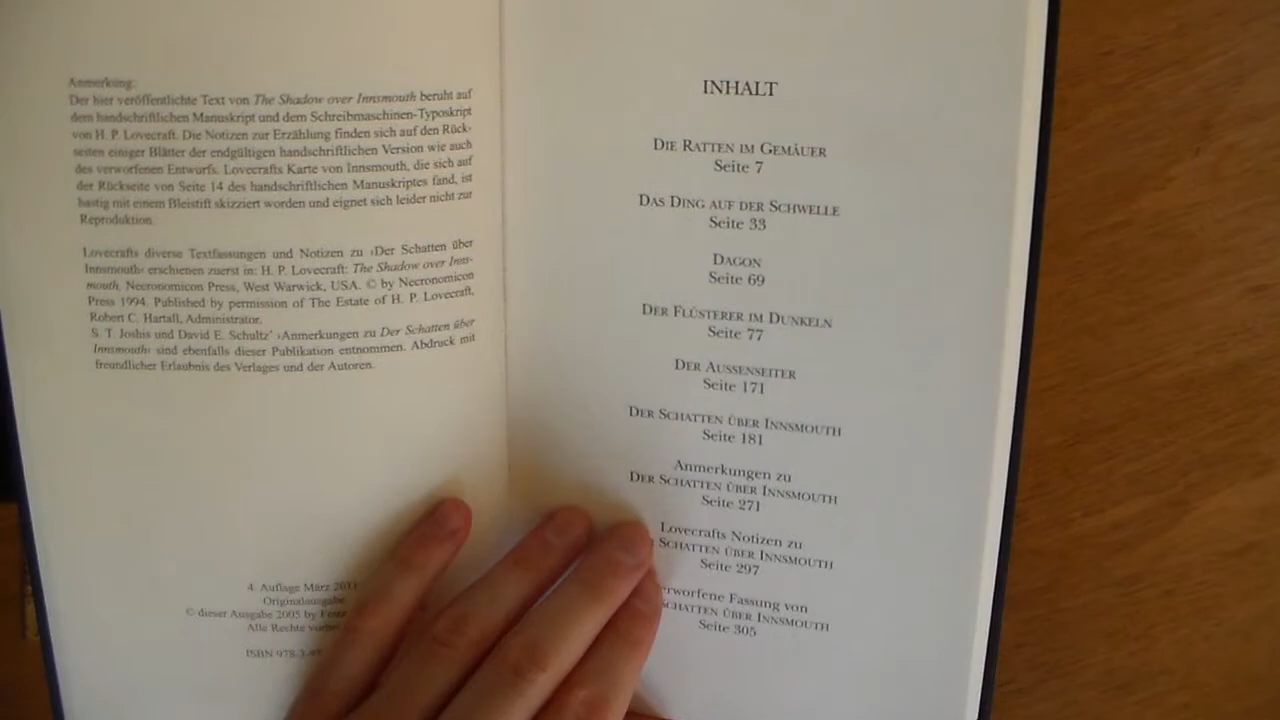 Anmerkung:
Der hier veröffentlichte Text von The Shadow over Innsmouth beruht auf
dem handschriftlichen Manuskript und dem Schreibmaschinen-Typoskript
von H. P. Lovecraft. Die Notizen zur Erzählung finden sich auf den Rück-
seiten einiger Blätter der endgültigen handschriftlichen Version wie auch
des verworfenen Entwurfs. Lovecrafts Karte von Innsmouth, die sich auf
der Rückseite von Seite 14 des handschriftlichen Manuskriptes fand, ist
hastig mit einem Bleistift skizziert worden und eignet sich leider nicht zur
Reproduktion.
Lovecrafts diverse Textfassungen und Notizen zu ›Der Schatten über
Innsmouth‹ erschienen zuerst in: H. P. Lovecraft: The Shadow over Inns-
mouth, Necronomicon Press, West Warwick, USA. © by Necronomicon
Press 1994. Published by permission of The Estate of H. P. Lovecraft,
Robert C. Hartall, Administrator.
S. T. Joshis und David E. Schultz' ›Anmerkungen zu Der Schatten über
Innsmouth‹ sind ebenfalls dieser Publikation entnommen. Abdruck mit
freundlicher Erlaubnis des Verlages und der Autoren.
4. Auflage März
Originalausgabe
© dieser Ausgabe 2005 by
Alle Rechte
ISBN 978-3-
INHALT
DIE RATTEN IM GEMÄUER
Seite 7
DAS DING AUF DER SCHWELLE
Seite 33
DAGON
Seite 69
DER FLÜSTERER IM DUNKELN
Seite 77
DER AUSSENSEITER
Seite 171
DER SCHATTEN ÜBER INNSMOUTH
Seite 181
Anmerkungen zu
DER SCHATTEN ÜBER INNSMOUTH
Seite 271
Lovecrafts Notizen zu
SCHATTEN ÜBER INNSMOUTH
Seite 297
erworfene Fassung von
SCHATTEN ÜBER INNSMOUTH
Seite 305